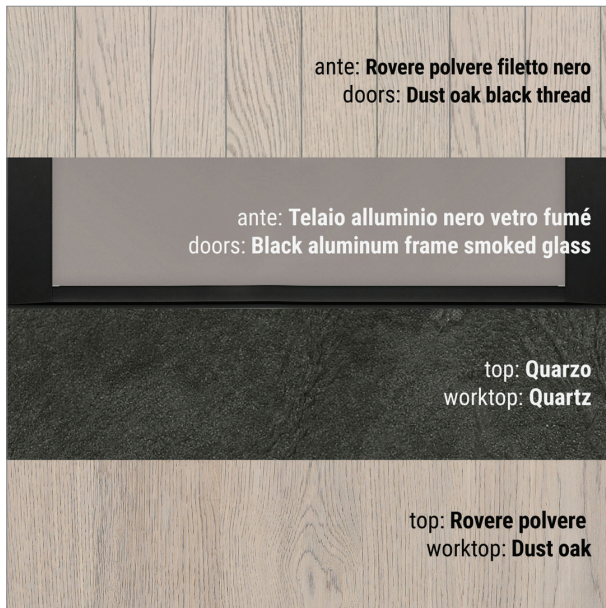 ante: Rovere polvere filetto nero
doors: Dust oak black thread
ante: Telaio alluminio nero vetro fumé
doors: Black aluminum frame smoked glass
top: Quarzo
worktop: Quartz
top: Rovere polvere
worktop: Dust oak